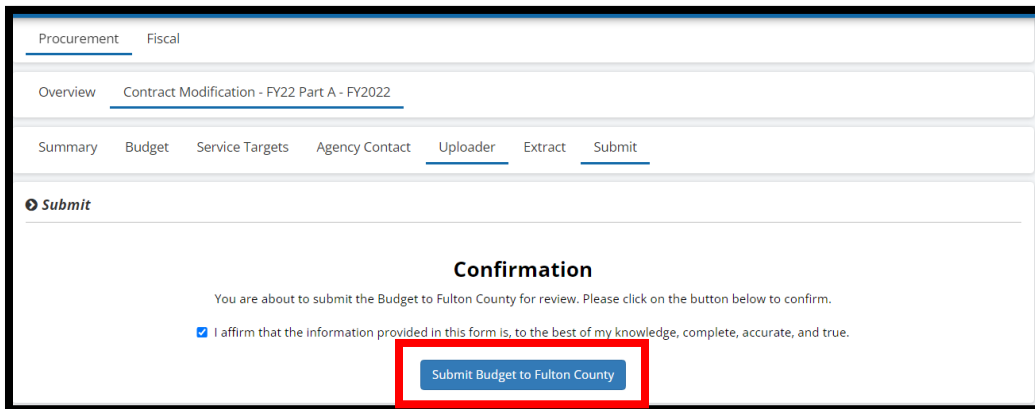 Procurement Fiscal
Overview Contract Modification - FY22 Part A - FY2022
Summary Budget Service Targets Agency Contact Uploader Extract Submit
Submit
Confirmation
You are about to submit the Budget to Fulton County for review. Please click on the button below to confirm.
I affirm that the information provided in this form is, to the best of my knowledge, complete, accurate, and true.
Submit Budget to Fulton County